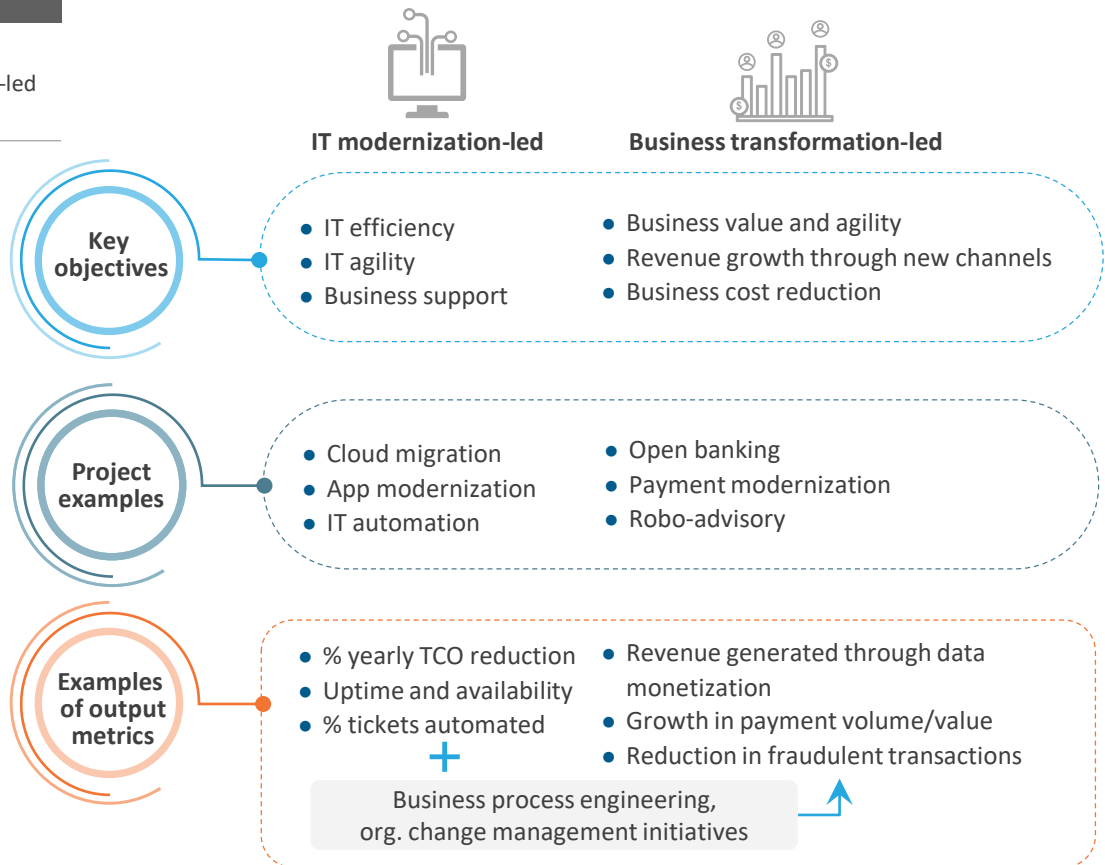 -led
IT modernization-led
Business transformation-led
Key
objectives
• IT efficiency
• IT agility
• Business support
• Business value and agility
• Revenue growth through new channels
• Business cost reduction
Project
examples
• Cloud migration
• App modernization
• IT automation
• Open banking
• Payment modernization
• Robo-advisory
Examples
of output
metrics
• % yearly TCO reduction
• Uptime and availability
• % tickets automated
• Revenue generated through data
monetization
• Growth in payment volume/value
• Reduction in fraudulent transactions
+
Business process engineering,
org. change management initiatives